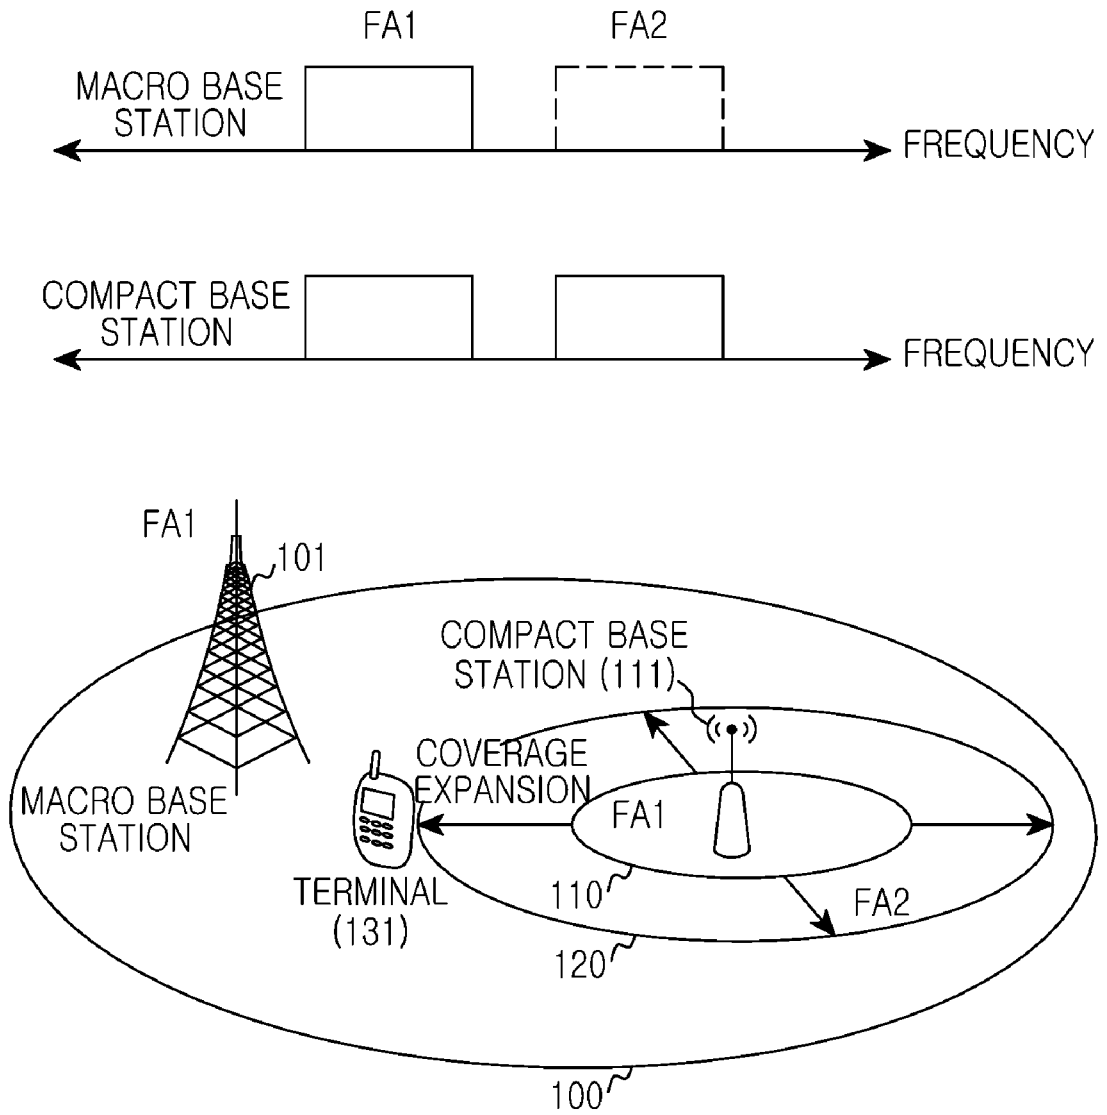 FA1 FA2
MACRO BASE
STATION
FREQUENCY
COMPACT BASE
STATION
FREQUENCY
FA1
101
COMPACT BASE
STATION (111)
COVERAGE
EXPANSION
MACRO BASE
STATION
FA1
TERMINAL
(131)
110
FA2
120
100